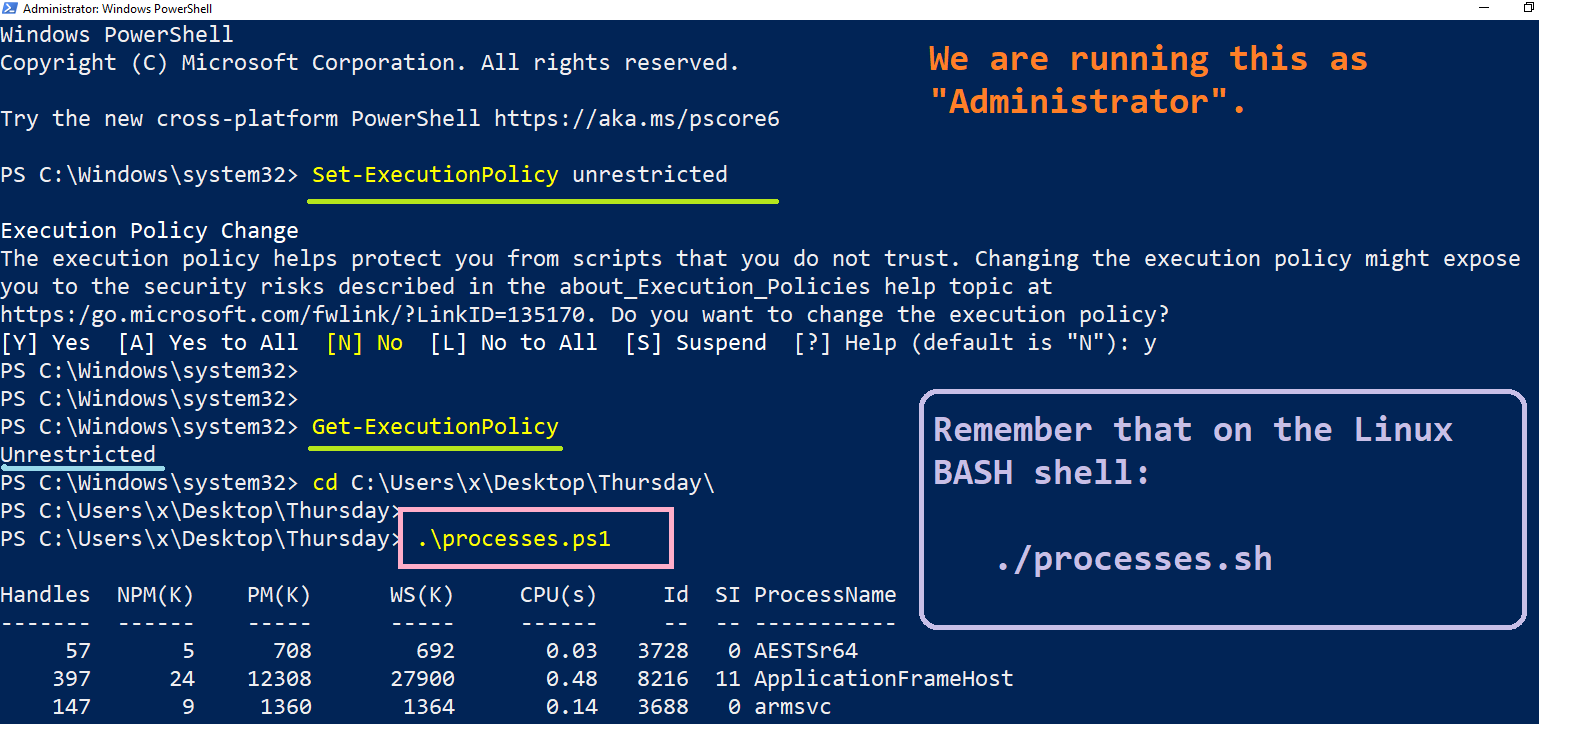 Administrator: Windows PowerShell
Windows PowerShell
Copyright (C) Microsoft Corporation. All rights reserved.
We are running this as
"Administrator".
Try the new cross-platform PowerShell https://aka.ms/pscore6
PS C:\Windows\system32> Set-ExecutionPolicy unrestricted
Execution Policy Change
The execution policy helps protect you from scripts that you do not trust. Changing the execution policy might expose
you to the security risks described in the about_Execution_Policies help topic at
https:/go.microsoft.com/fwlink/?LinkID=135170. Do you want to change the execution policy?
[Y] Yes  [A] Yes to All  [N] No  [L] No to All  [S] Suspend  [?] Help (default is "N"): y
PS C:\Windows\system32>
PS C:\Windows\system32>
PS C:\Windows\system32> Get-ExecutionPolicy
Unrestricted
PS C:\Windows\system32> cd C:\Users\x\Desktop\Thursday\
PS C:\Users\x\Desktop\Thursday>
PS C:\Users\x\Desktop\Thursday> .\processes.ps1
Remember that on the Linux
BASH shell:
./processes.sh
Handles  NPM(K)    PM(K)      WS(K)     CPU(s)     Id  SI ProcessName
-------  ------    -----      -----     ------     --  -- -----------
57       5      708        692       0.03   3728   0 AESTSr64
397      24    12308      27900       0.48   8216  11 ApplicationFrameHost
147       9     1360       1364       0.14   3688   0 armsvc